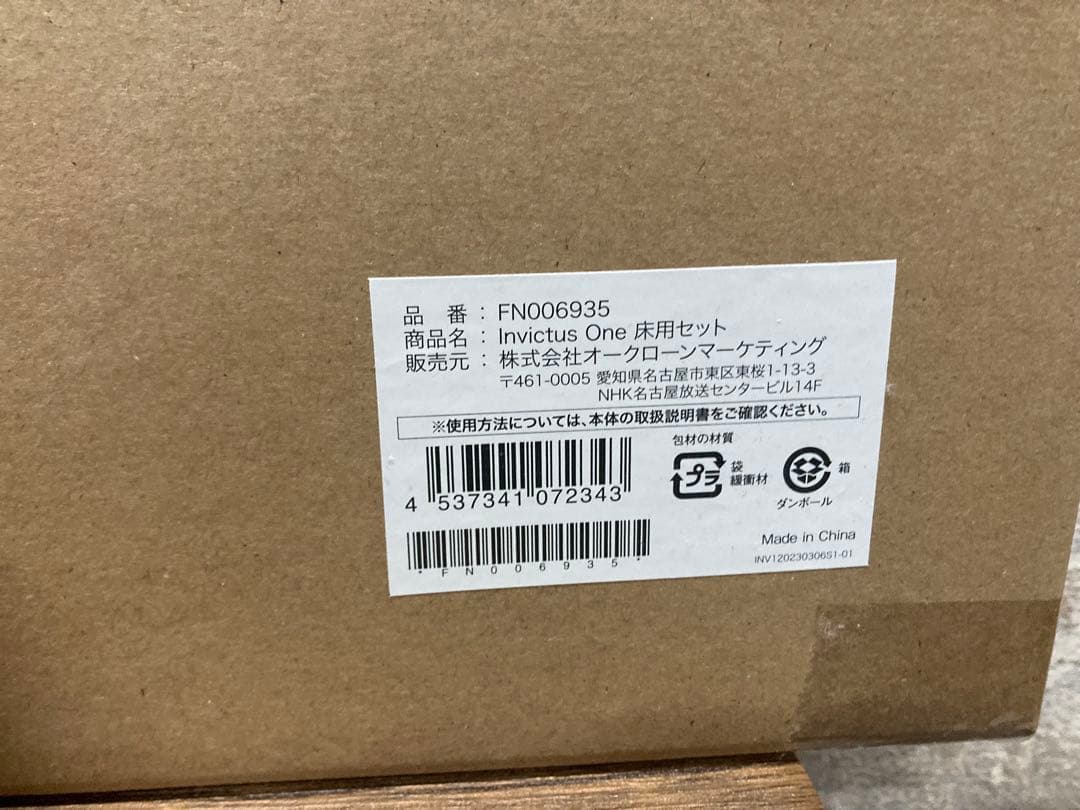 品　番 : FN006935
商品名 : Invictus One 床用セット
販売元 : 株式会社オークローンマーケティング
〒461-0005 愛知県名古屋市東区東桜1-13-3
NHK名古屋放送センタービル14F
※使用方法については、本体の取扱説明書をご確認ください。
包材の材質
プラ 袋 緩衝材
箱
ダンボール
4 537341 072343
*FN006935*
Made in China
INV120230306S1-01